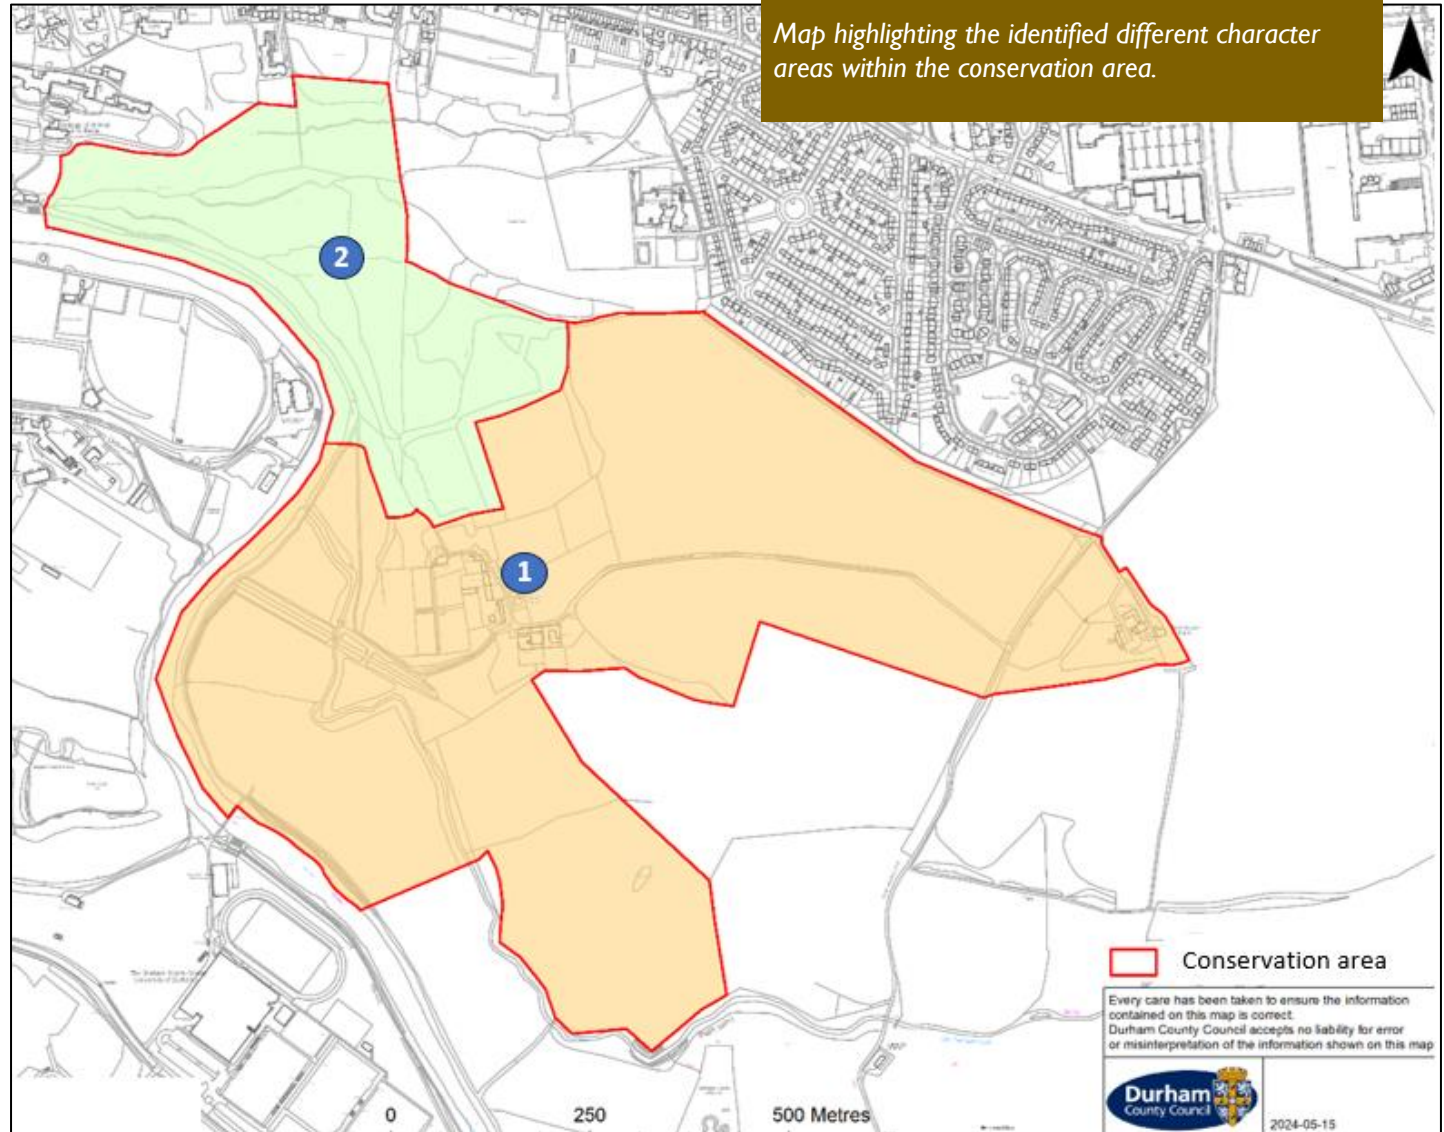 Map highlighting the identified different character
areas within the conservation area.
2
1
Conservation area
Every care has been taken to ensure the information
contained on this map is correct.
Durham County Council accepts no liability for error
or misinterpretation of the information shown on this map
0 250 500 Metres
Durham
County Council
2024-05-15